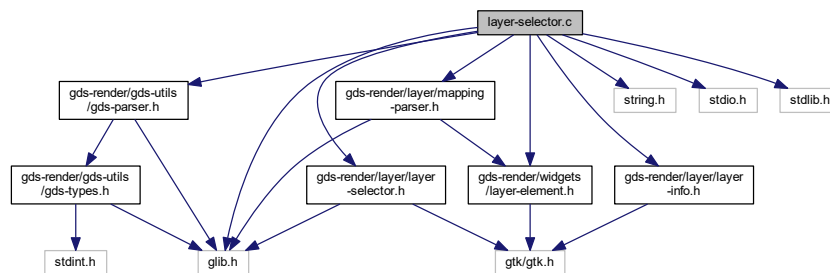 layer-selector.c
gds-render/gds-utils
/gds-parser.h
gds-render/layer/mapping
-parser.h
string.h
stdio.h
stdlib.h
gds-render/gds-utils
/gds-types.h
gds-render/layer/layer
-selector.h
gds-render/widgets
/layer-element.h
gds-render/layer/layer
-info.h
stdint.h
glib.h
gtk/gtk.h